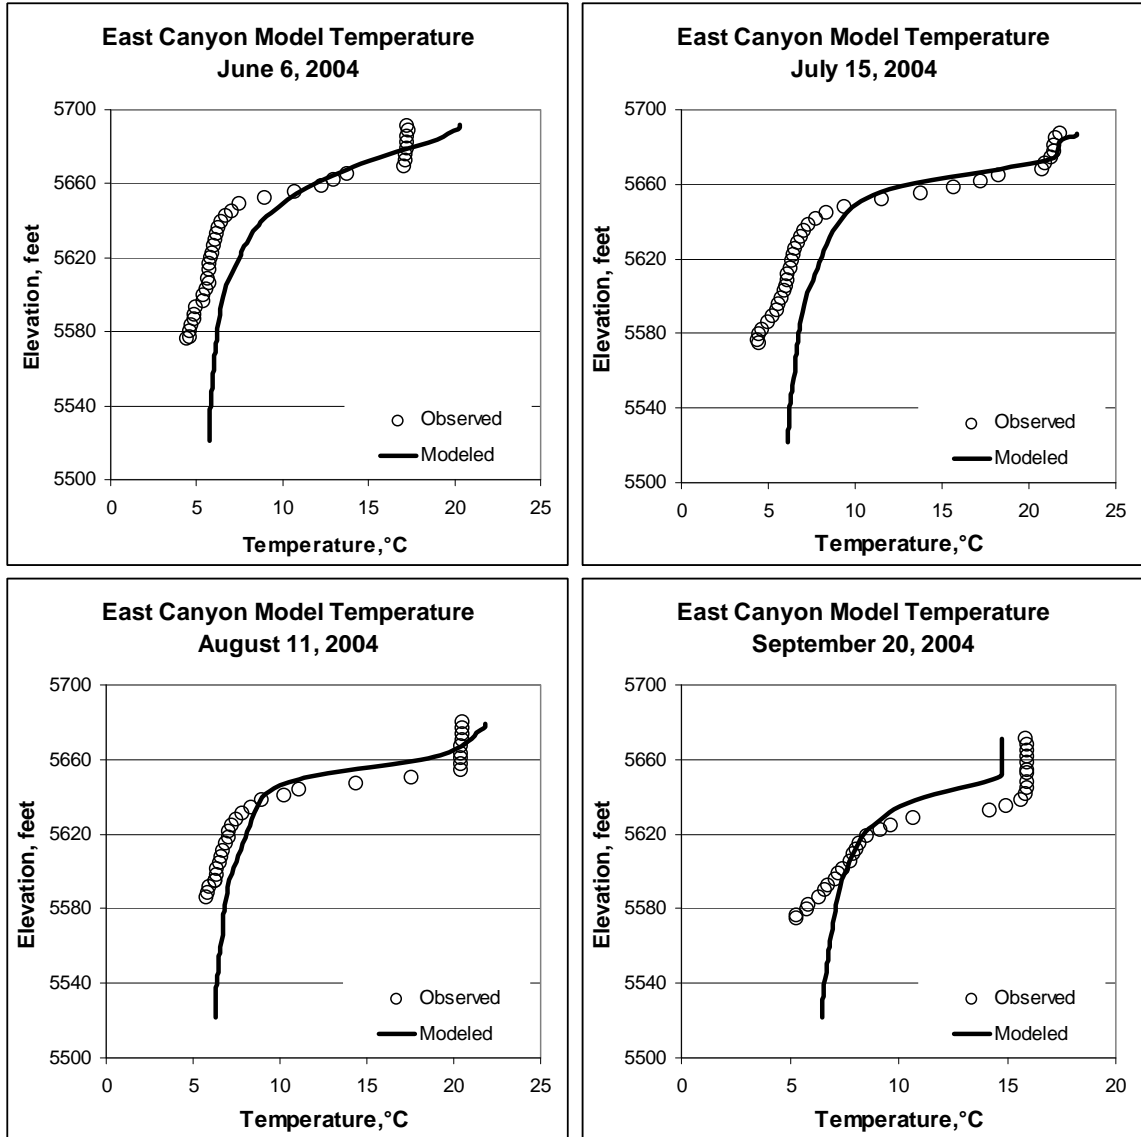 East Canyon Model Temperature
June 6, 2004
5700
5660
5620
5580
5540
5500
Elevation, feet
Observed
Modeled
0 5 10 15 20 25
Temperature,°C
East Canyon Model Temperature
July 15, 2004
5700
5660
5620
5580
5540
5500
Elevation, feet
Observed
Modeled
0 5 10 15 20 25
Temperature,°C
East Canyon Model Temperature
August 11, 2004
5700
5660
5620
5580
5540
5500
Elevation, feet
Observed
Modeled
0 5 10 15 20 25
Temperature,°C
East Canyon Model Temperature
September 20, 2004
5700
5660
5620
5580
5540
5500
Elevation, feet
Observed
Modeled
0 5 10 15 20
Temperature,°C